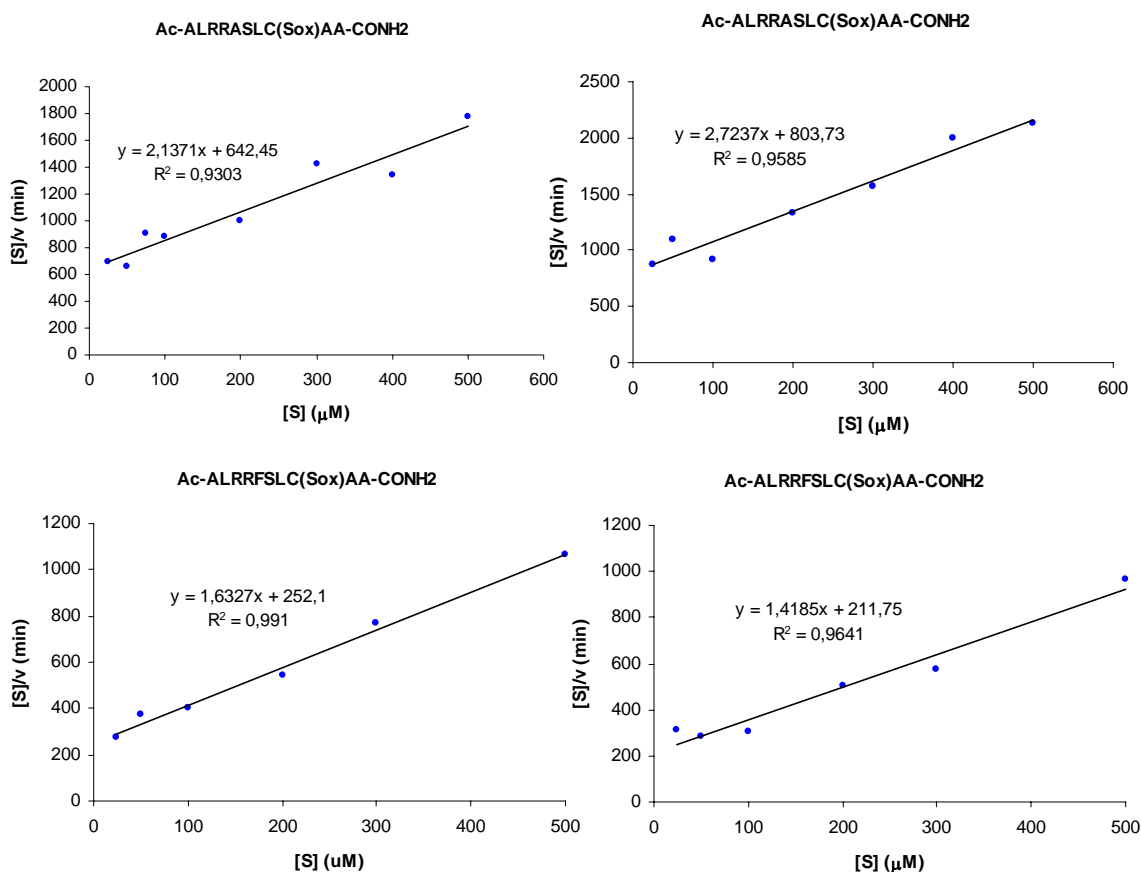 Ac-ALRRASLC(Sox)AA-CONH2
[S]/v (min)
2000
1800
1600
1400
1200
1000
800
600
400
200
0
y = 2,1371x + 642,45
R² = 0,9303
0 100 200 300 400 500 600
[S] (μM)
Ac-ALRRASLC(Sox)AA-CONH2
[S]/v (min)
2500
2000
1500
1000
500
0
y = 2,7237x + 803,73
R² = 0,9585
0 100 200 300 400 500 600
[S] (μM)
Ac-ALRRFSLC(Sox)AA-CONH2
[S]/v (min)
1200
1000
800
600
400
200
0
y = 1,6327x + 252,1
R² = 0,991
0 100 200 300 400 500
[S] (uM)
Ac-ALRRFSLC(Sox)AA-CONH2
[S]/v (min)
1200
1000
800
600
400
200
0
y = 1,4185x + 211,75
R² = 0,9641
0 100 200 300 400 500
[S] (μM)